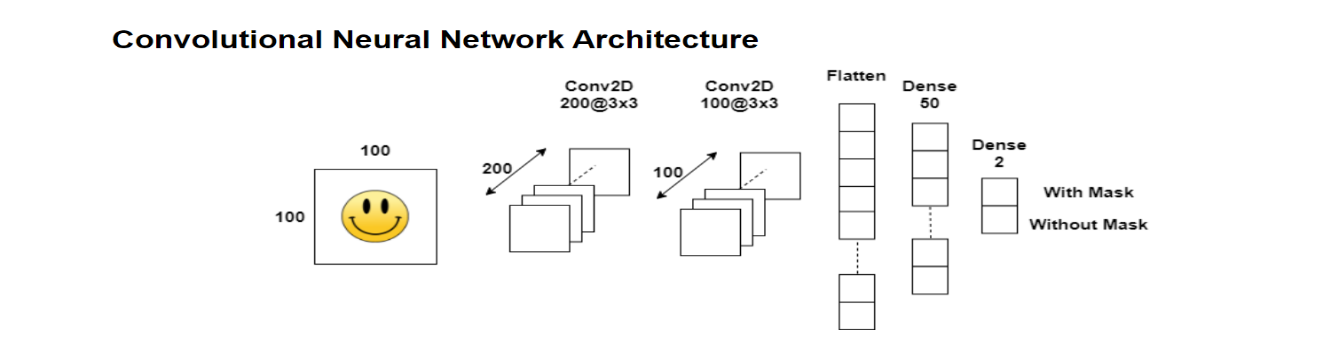 Convolutional Neural Network Architecture
100
100
200
Conv2D
200@3x3
100
Conv2D
100@3x3
Flatten
Dense
50
Dense
2
With Mask
Without Mask